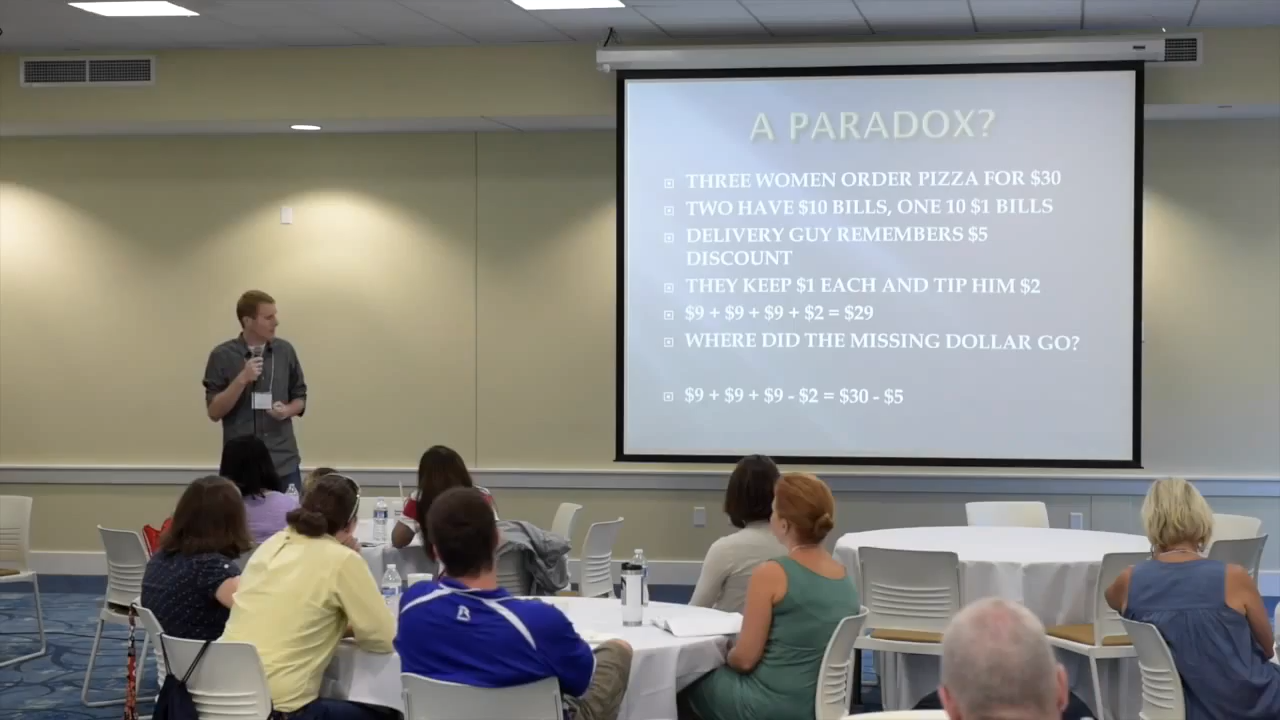 A PARADOX?
THREE WOMEN ORDER PIZZA FOR $30
TWO HAVE $10 BILLS, ONE 10 $1 BILLS
DELIVERY GUY REMEMBERS $5
DISCOUNT
THEY KEEP $1 EACH AND TIP HIM $2
$9 + $9 + $9 + $2 = $29
WHERE DID THE MISSING DOLLAR GO?
$9 + $9 + $9 - $2 = $30 - $5